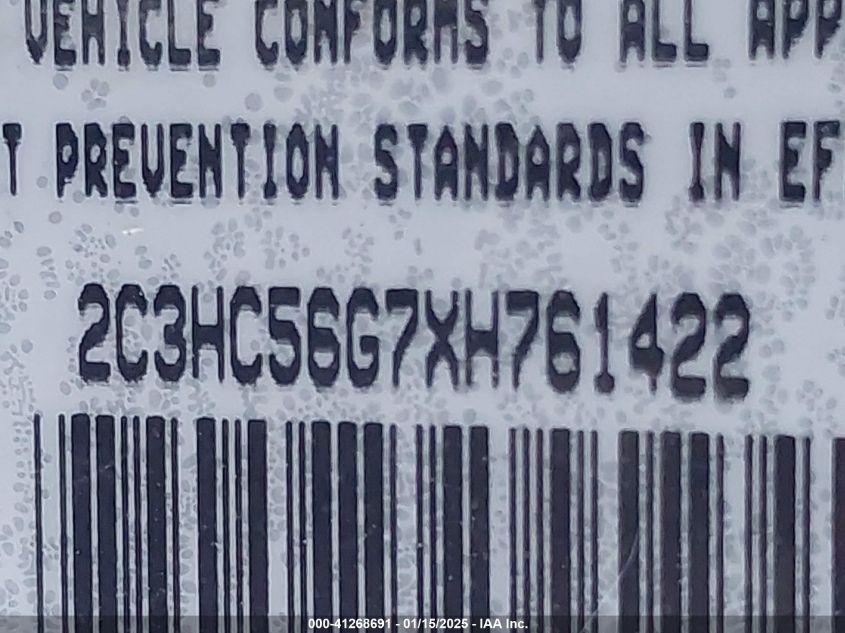 VEHICLE CONFORMS TO ALL APP
T PREVENTION STANDARDS IN EF
2C3HC56G7XH761422
000-41268691 - 01/15/2025 - IAA Inc.